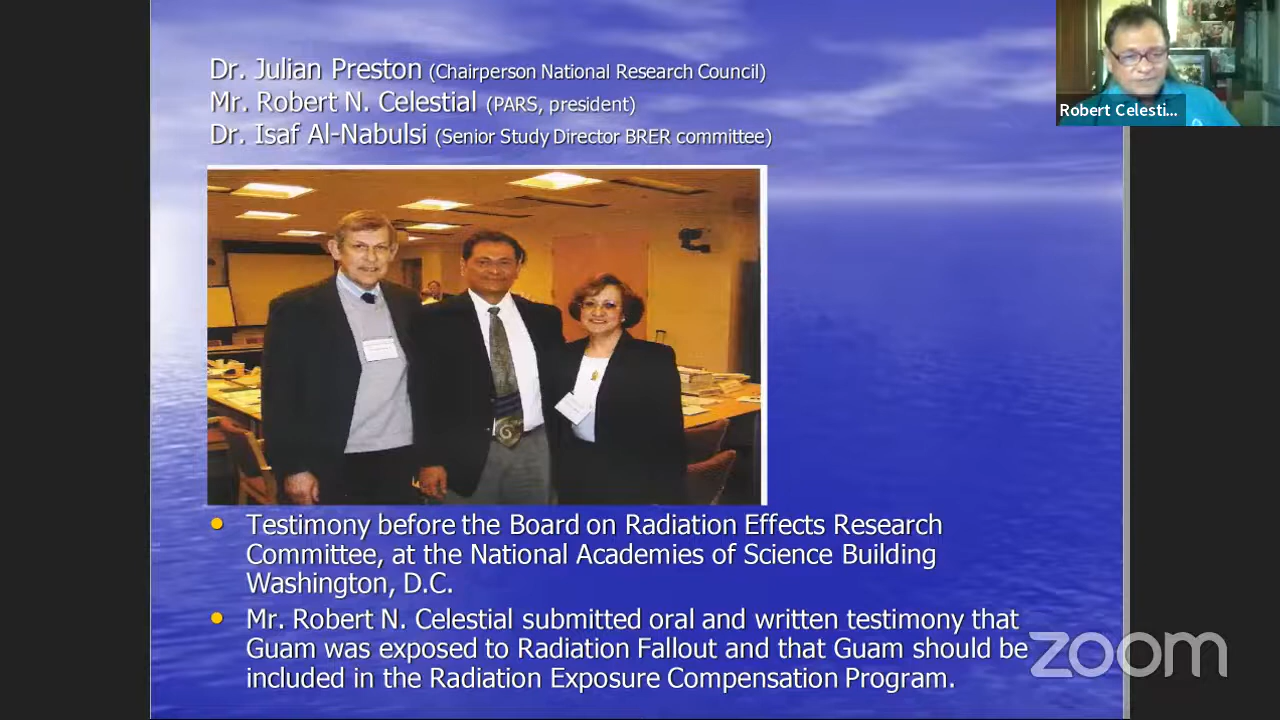 Dr. Julian Preston (Chairperson National Research Council)
Mr. Robert N. Celestial (PARS, president)
Dr. Isaf Al-Nabulsi (Senior Study Director BRER committee)
Robert Celesti...
Testimony before the Board on Radiation Effects Research
Committee, at the National Academies of Science Building
Washington, D.C.
Mr. Robert N. Celestial submitted oral and written testimony that
Guam was exposed to Radiation Fallout and that Guam should be
included in the Radiation Exposure Compensation Program.
zoom